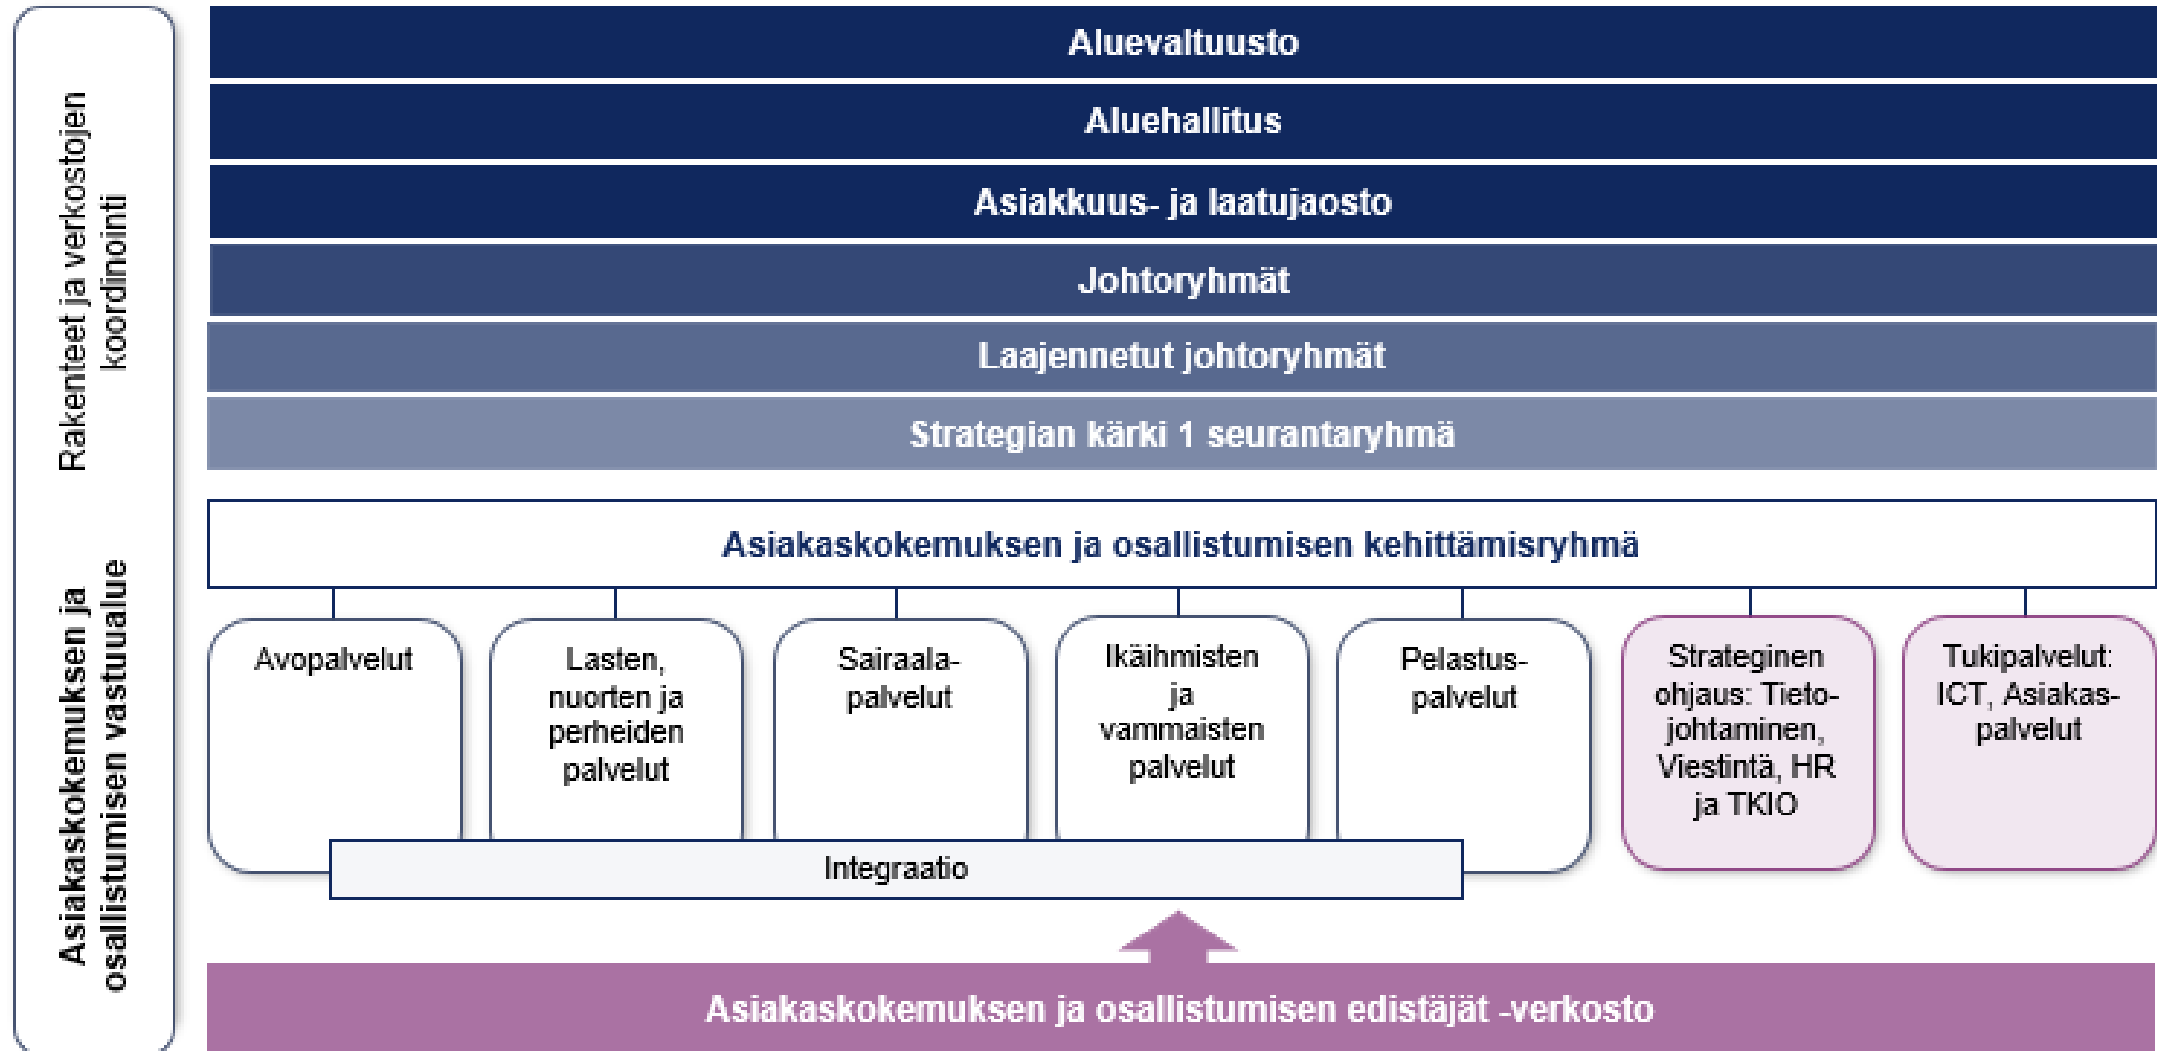 Rakenteet ja verkostojen
koordinointi
Asiakaskokemuksen ja
osallistumisen vastuualue
Aluevaltuusto
Aluehallitus
Asiakkuus- ja laatujaosto
Johtoryhmät
Laajennetut johtoryhmät
Strategian kärki 1 seurantaryhmä
Asiakaskokemuksen ja osallistumisen kehittämisryhmä
Avopalvelut
Lasten,
nuorten ja
perheiden
palvelut
Sairaala-
palvelut
Ikäihmisten
ja
vammaisten
palvelut
Pelastus-
palvelut
Strateginen
ohjaus: Tieto-
johtaminen,
Viestintä, HR
ja TKIO
Tukipalvelut:
ICT, Asiakas-
palvelut
Integraatio
Asiakaskokemuksen ja osallistumisen edistäjät -verkosto